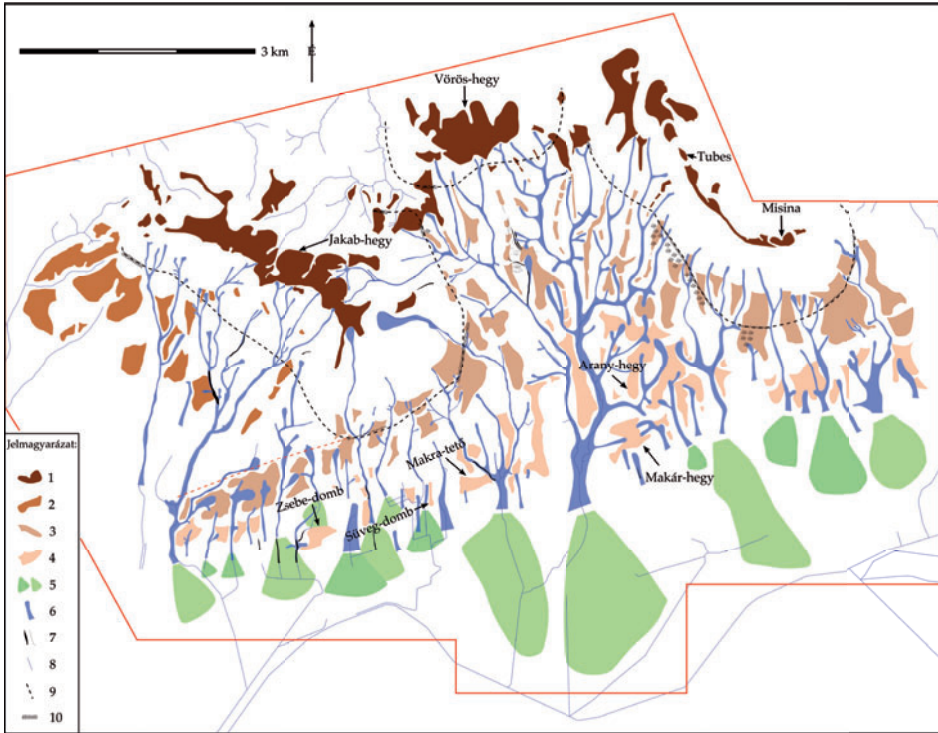 3 km
É
Vörös-hegy
Tubes
Misina
Jakab-hegy
Arany-hegy
Makra-tető
Makár-hegy
Zsebe-domb
Süveg-domb
Jelmagyarázat:
1
2
3
4
5
6
7
8
9
10